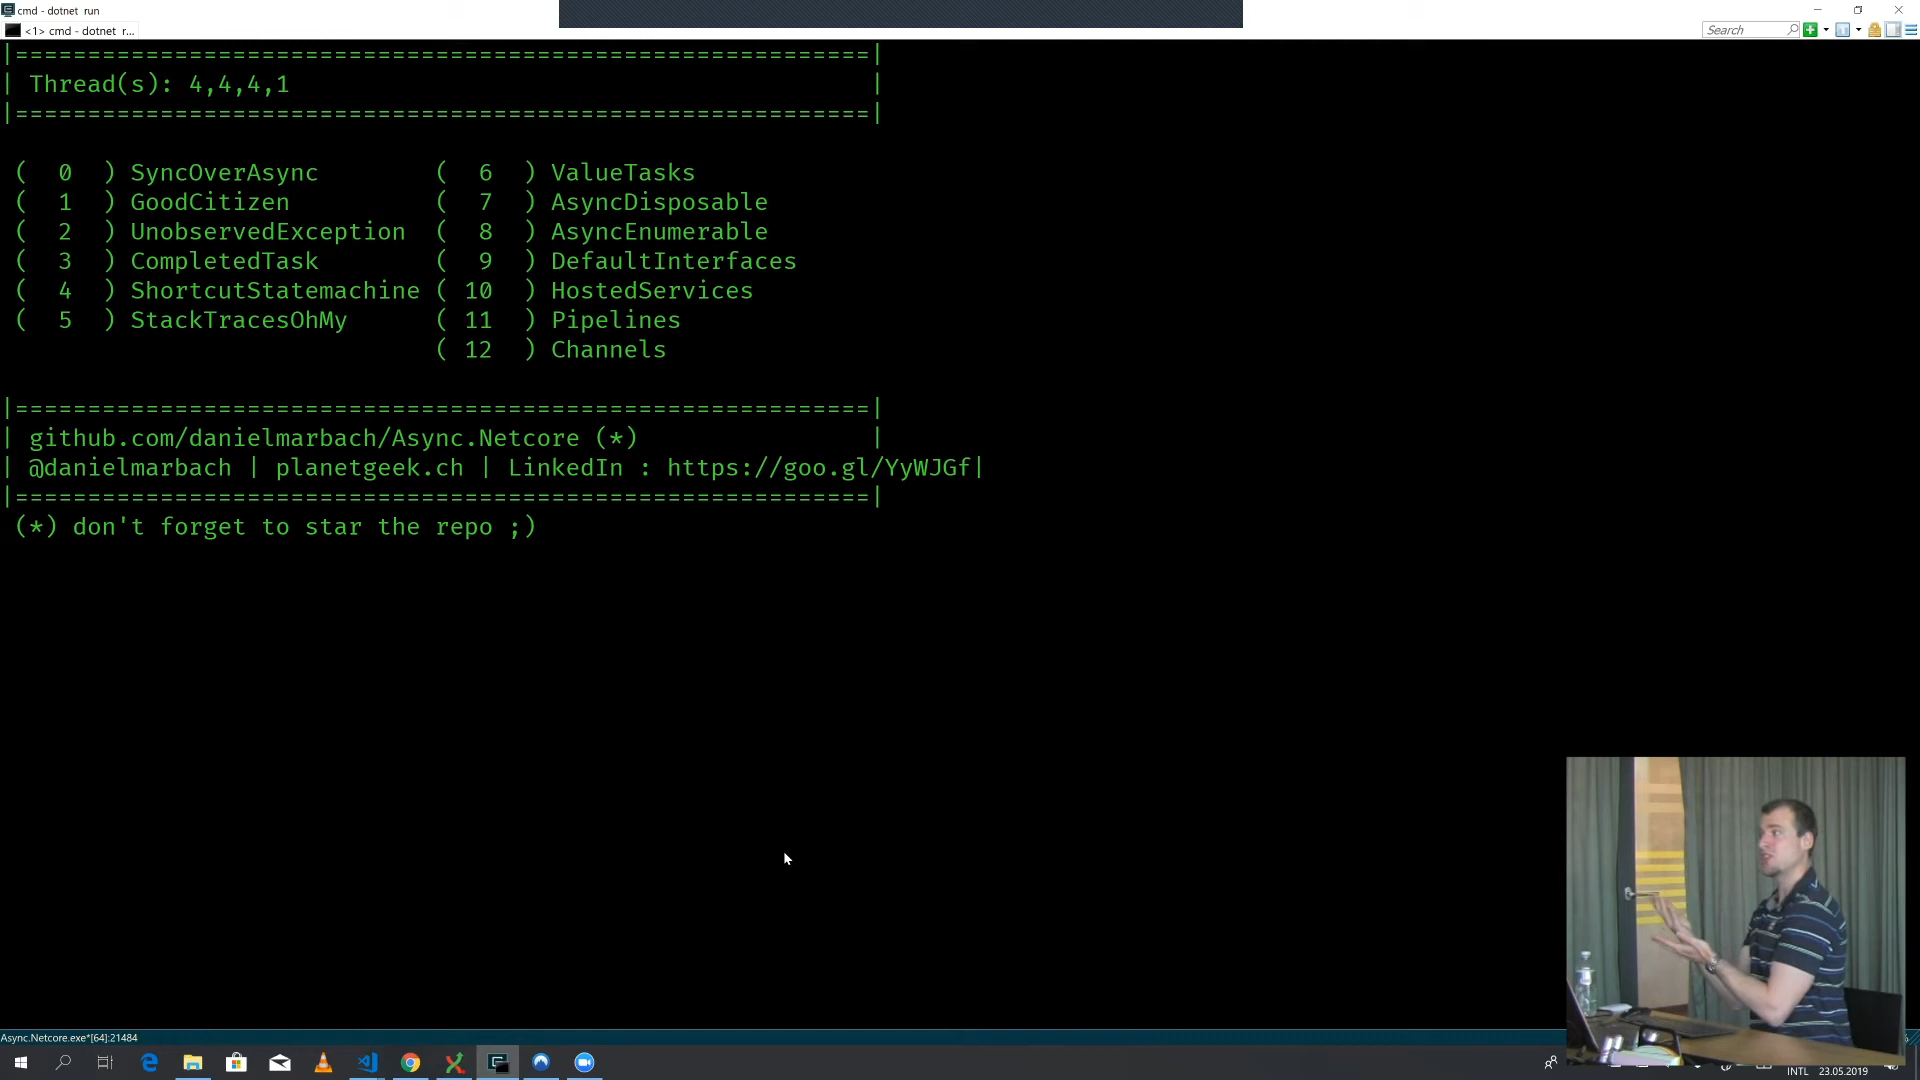 cmd - dotnet  run
<1> cmd - dotnet  r...
Search
|===========================================================|
| Thread(s): 4,4,4,1                                        |
|===========================================================|
(  0  ) SyncOverAsync        (  6  ) ValueTasks
(  1  ) GoodCitizen          (  7  ) AsyncDisposable
(  2  ) UnobservedException  (  8  ) AsyncEnumerable
(  3  ) CompletedTask        (  9  ) DefaultInterfaces
(  4  ) ShortcutStatemachine ( 10  ) HostedServices
(  5  ) StackTracesOhMy      ( 11  ) Pipelines
( 12  ) Channels
|===========================================================|
| github.com/danielmarbach/Async.Netcore (*)                |
| @danielmarbach | planetgeek.ch | LinkedIn : https://goo.gl/YyWJGf|
|===========================================================|
(*) don't forget to star the repo ;)
Async.Netcore.exe*[64]:21484
INTL 23.05.2019